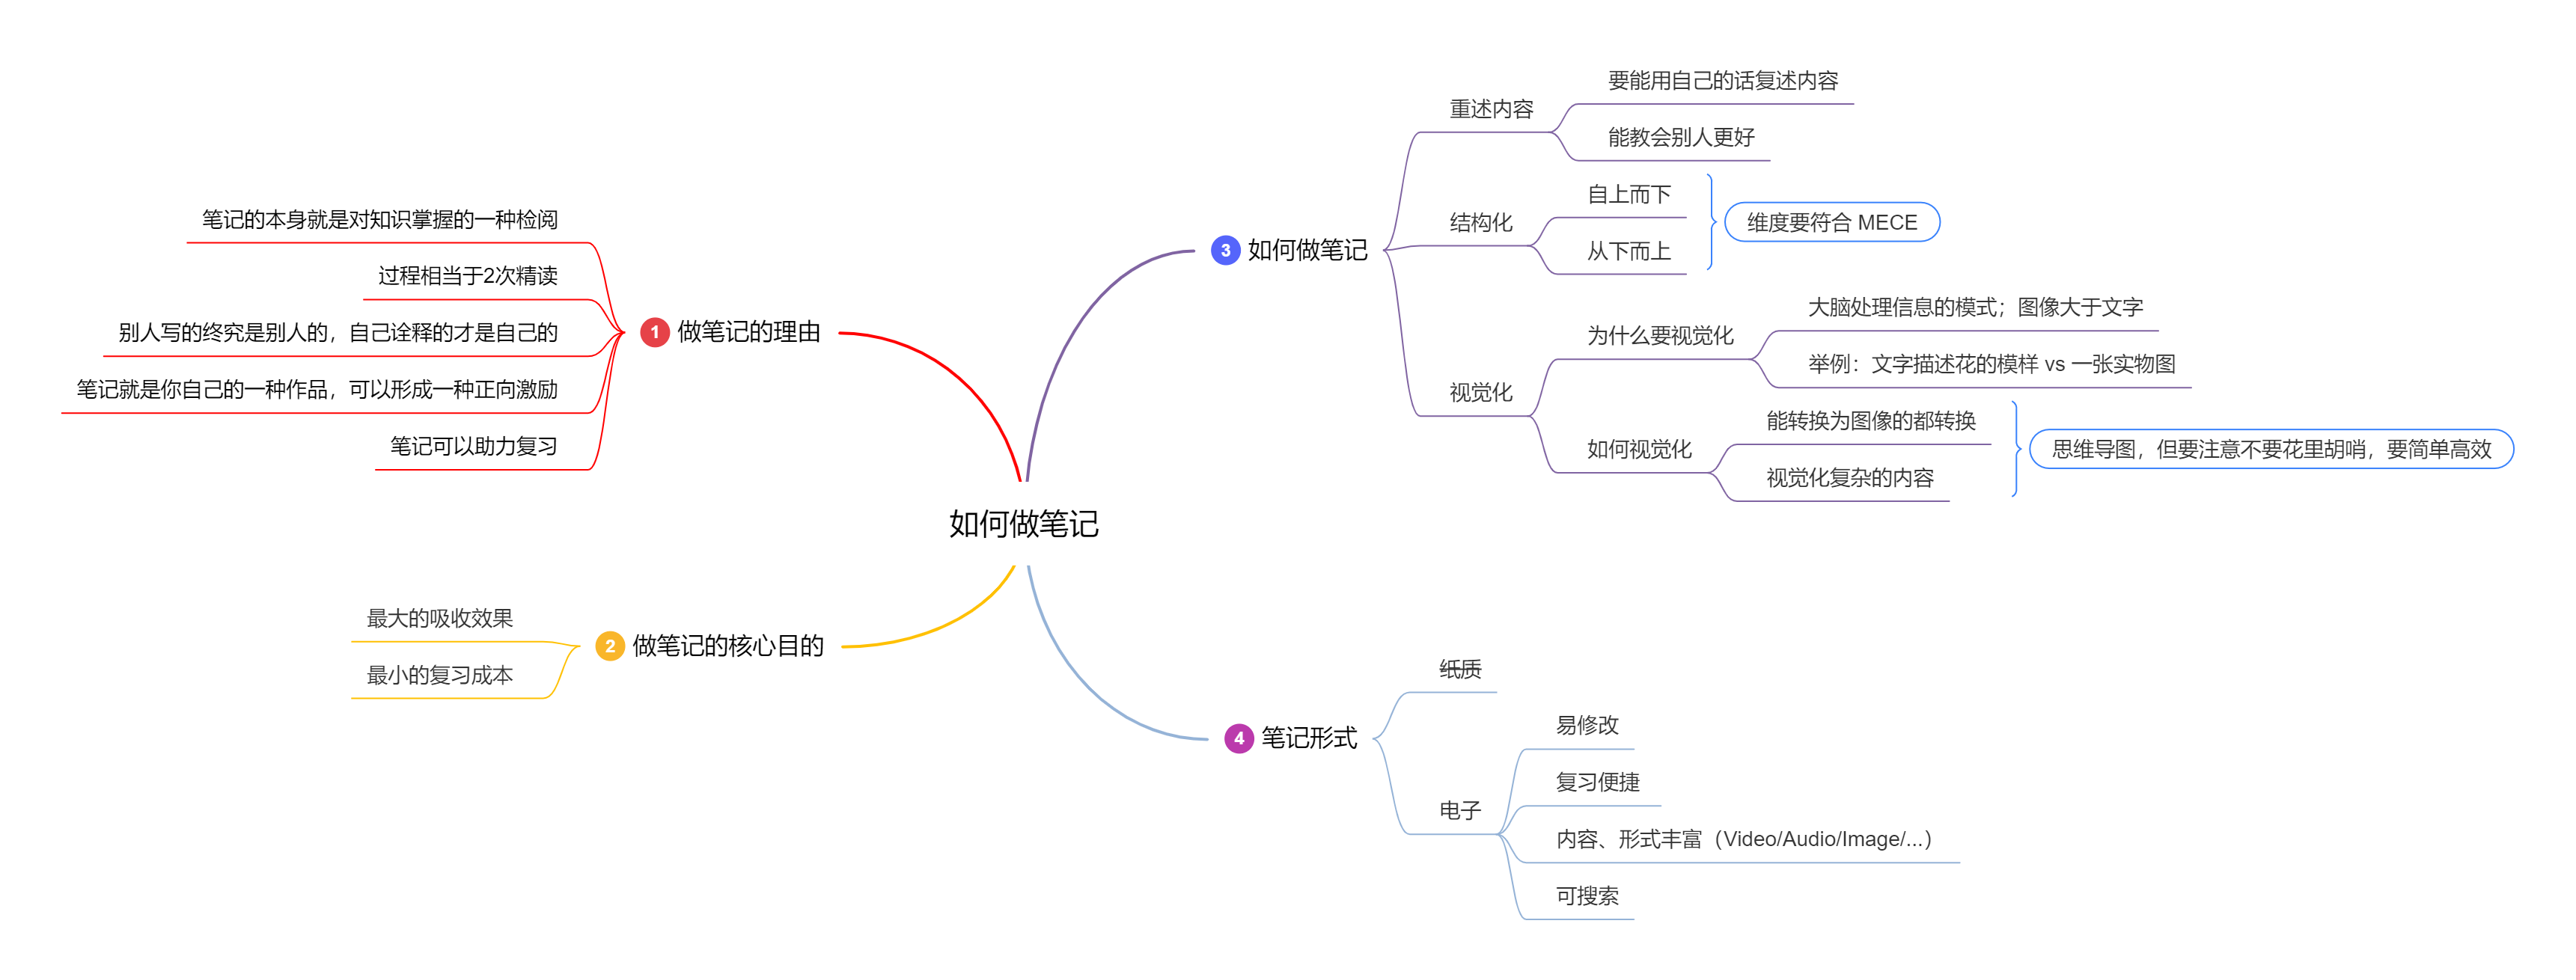 如何做笔记
1 做笔记的理由
笔记的本身就是对知识掌握的一种检阅
过程相当于2次精读
别人写的终究是别人的，自己诠释的才是自己的
笔记就是你自己的一种作品，可以形成一种正向激励
笔记可以助力复习
2 做笔记的核心目的
最大的吸收效果
最小的复习成本
3 如何做笔记
重述内容
要能用自己的话复述内容
能教会别人更好
结构化
自上而下
从下而上
维度要符合 MECE
视觉化
为什么要视觉化
大脑处理信息的模式；图像大于文字
举例：文字描述花的模样 vs 一张实物图
如何视觉化
能转换为图像的都转换
视觉化复杂的内容
思维导图，但要注意不要花里胡哨，要简单高效
4 笔记形式
纸质
电子
易修改
复习便捷
内容、形式丰富（Video/Audio/Image/...）
可搜索